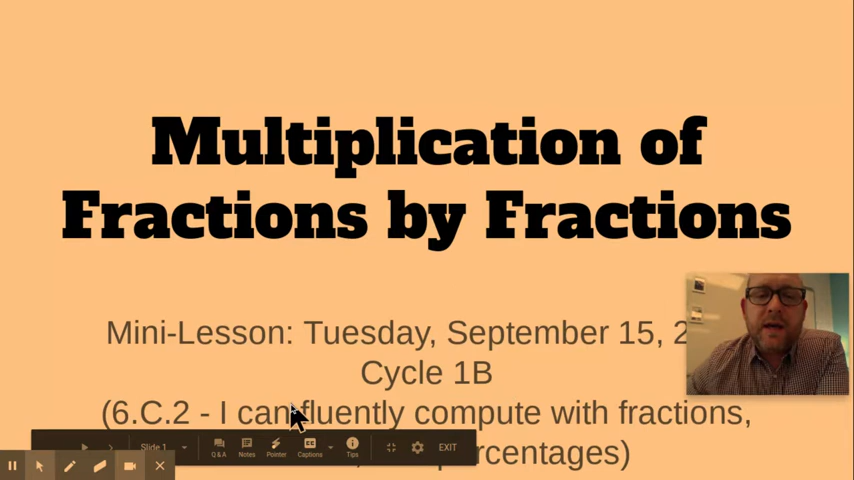 Multiplication of
Fractions by Fractions
Mini-Lesson: Tuesday, September 15, 2
Cycle 1B
(6.C.2 - I can fluently compute with fractions,
Slide 1
Q & A
Notes
Pointer
Captions
Tips
EXIT
rcentages)